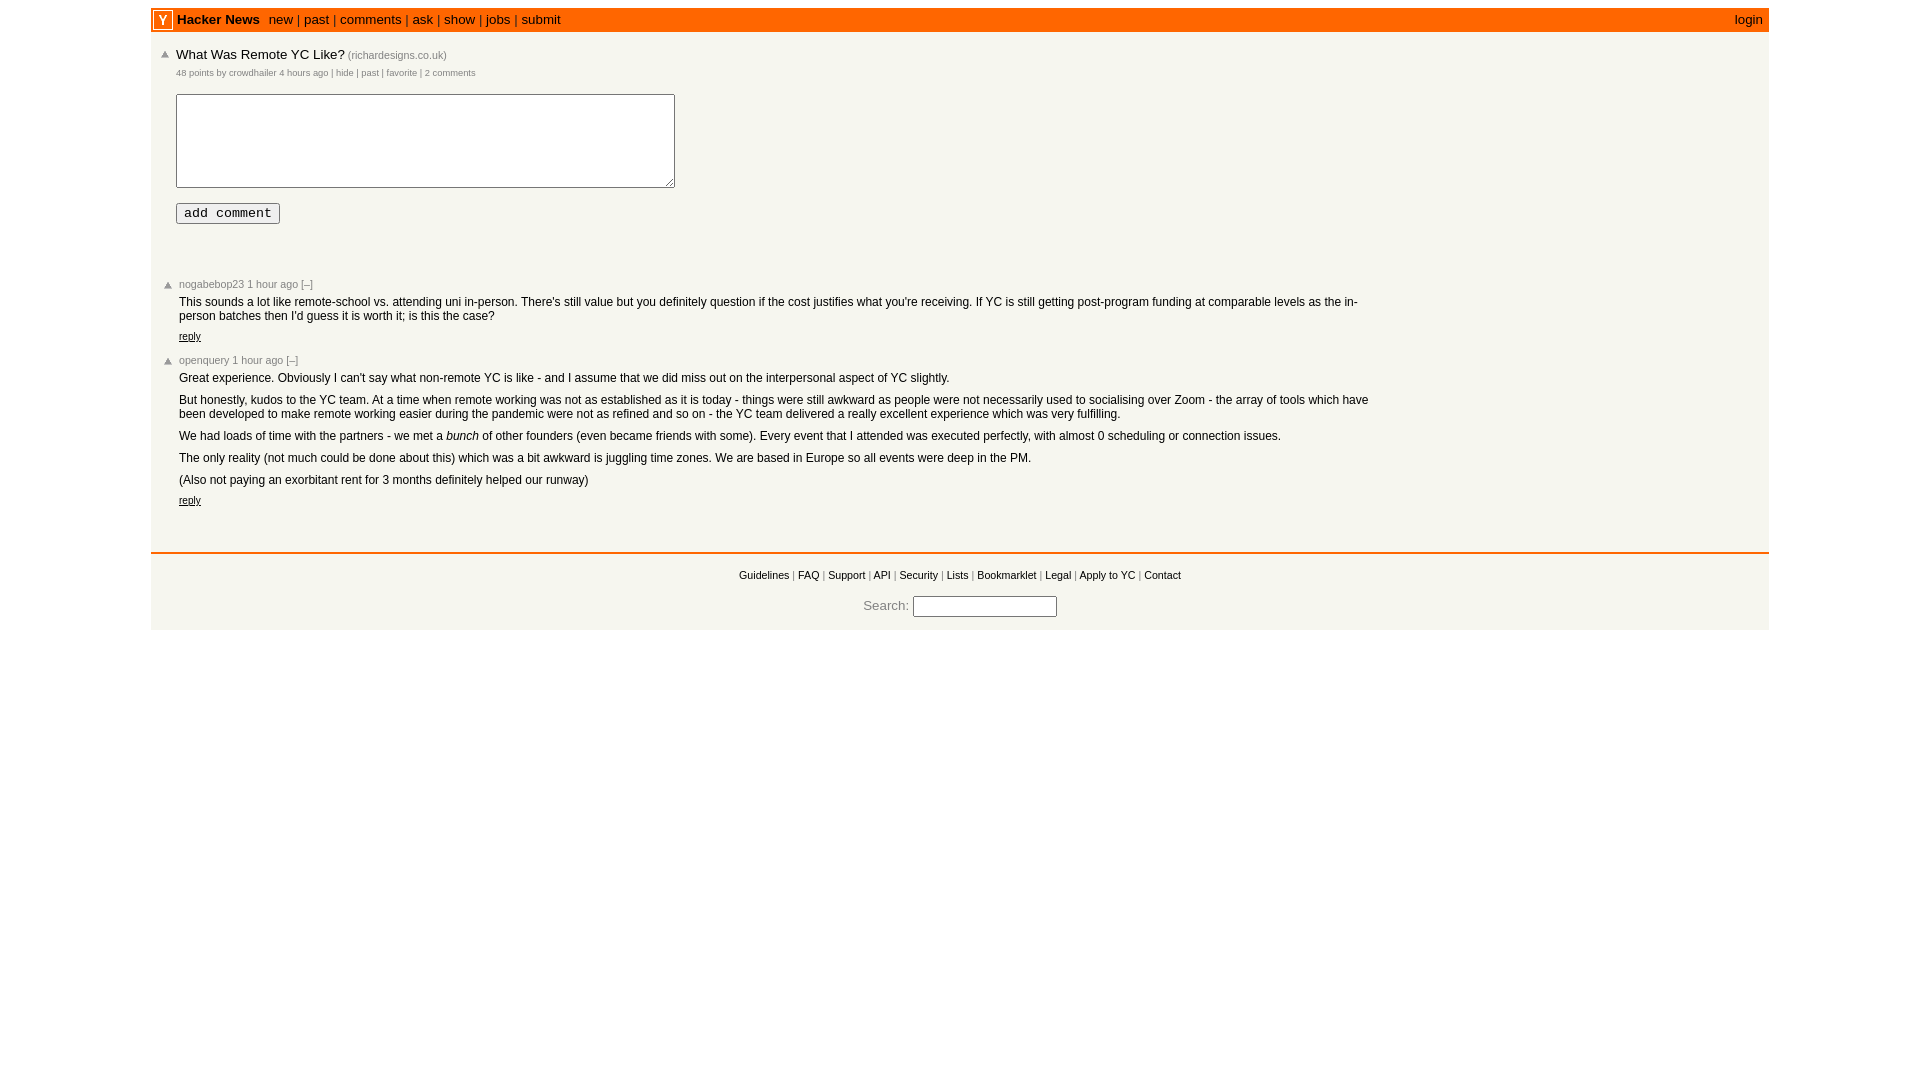 Y Hacker News new | past | comments | ask | show | jobs | submit login
What Was Remote YC Like? (richardesigns.co.uk)
48 points by crowdhailer 4 hours ago | hide | past | favorite | 2 comments
add comment
nogabebop23 1 hour ago [–]
This sounds a lot like remote-school vs. attending uni in-person. There's still value but you definitely question if the cost justifies what you're receiving. If YC is still getting post-program funding at comparable levels as the in-
person batches then I'd guess it is worth it; is this the case?
reply
openquery 1 hour ago [–]
Great experience. Obviously I can't say what non-remote YC is like - and I assume that we did miss out on the interpersonal aspect of YC slightly.
But honestly, kudos to the YC team. At a time when remote working was not as established as it is today - things were still awkward as people were not necessarily used to socialising over Zoom - the array of tools which have
been developed to make remote working easier during the pandemic were not as refined and so on - the YC team delivered a really excellent experience which was very fulfilling.
We had loads of time with the partners - we met a bunch of other founders (even became friends with some). Every event that I attended was executed perfectly, with almost 0 scheduling or connection issues.
The only reality (not much could be done about this) which was a bit awkward is juggling time zones. We are based in Europe so all events were deep in the PM.
(Also not paying an exorbitant rent for 3 months definitely helped our runway)
reply
Guidelines | FAQ | Support | API | Security | Lists | Bookmarklet | Legal | Apply to YC | Contact
Search: